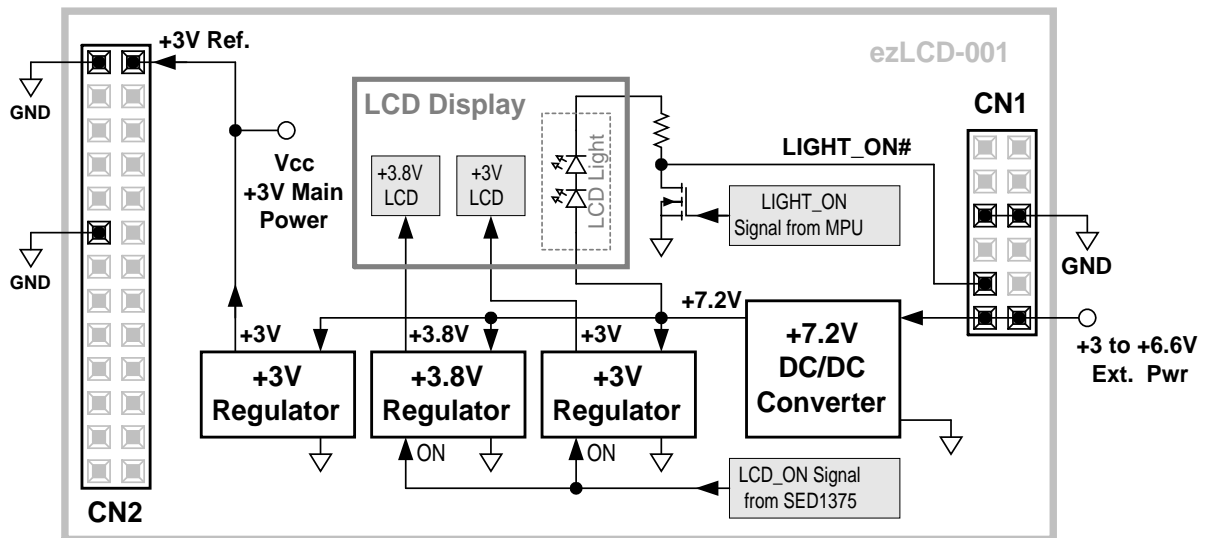 +3V Ref.
ezLCD-001
GND
LCD Display
CN1
LCD Light
Vcc
+3V Main
Power
+3.8V
LCD
+3V
LCD
LIGHT_ON#
LIGHT_ON
Signal from MPU
GND
GND
+7.2V
+3V
+3.8V
+3V
+3V
Regulator
+3.8V
Regulator
+3V
Regulator
+7.2V
DC/DC
Converter
+3 to +6.6V
Ext. Pwr
ON
ON
LCD_ON Signal
from SED1375
CN2